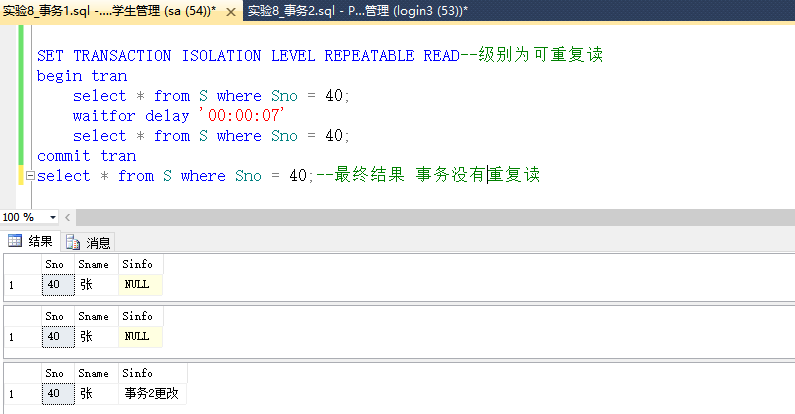 实验8_事务1.sql -....学生管理 (sa (54))* 实验8_事务2.sql - P...管理 (login3 (53))*
SET TRANSACTION ISOLATION LEVEL REPEATABLE READ--级别为可重复读
begin tran
select * from S where Sno = 40;
waitfor delay '00:00:07'
select * from S where Sno = 40;
commit tran
select * from S where Sno = 40;--最终结果 事务没有重复读
100 %
结果 消息
Sno Sname Sinfo
1 40 张 NULL
Sno Sname Sinfo
1 40 张 NULL
Sno Sname Sinfo
1 40 张 事务2更改